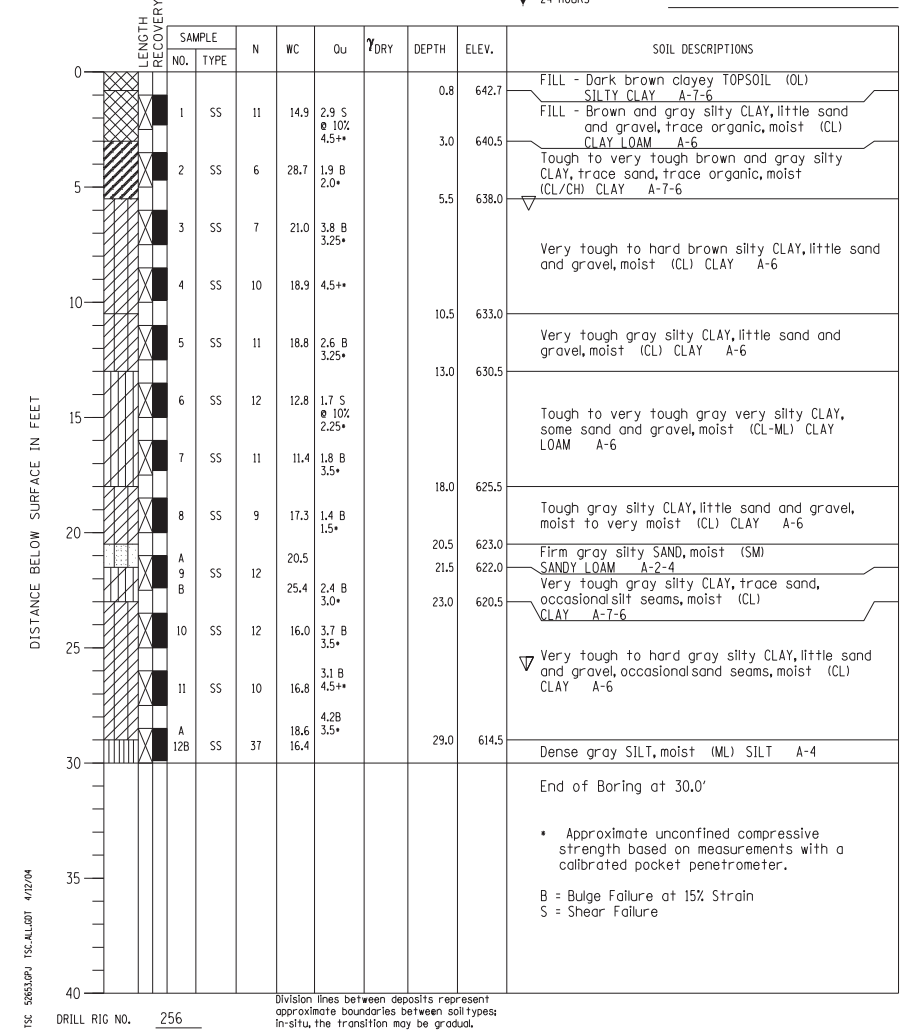 24 HOURS
LENGTH
RECOVERY
SAMPLE
NO. TYPE N WC Qu γDRY DEPTH ELEV. SOIL DESCRIPTIONS
0
FILL - Dark brown clayey TOPSOIL (OL)
0.8 642.7
SILTY CLAY A-7-6
1 SS 11 14.9 2.9 S
@ 10%
4.5+*
FILL - Brown and gray silty CLAY, little sand
and gravel, trace organic, moist (CL)
3.0 640.5
CLAY LOAM A-6
2 SS 6 28.7 1.9 B
2.0*
Tough to very tough brown and gray silty
CLAY, trace sand, trace organic, moist
(CL/CH) CLAY A-7-6
5
5.5 638.0
3 SS 7 21.0 3.8 B
3.25*
Very tough to hard brown silty CLAY, little sand
and gravel, moist (CL) CLAY A-6
4 SS 10 18.9 4.5+*
10
10.5 633.0
5 SS 11 18.8 2.6 B
3.25*
Very tough gray silty CLAY, little sand and
gravel, moist (CL) CLAY A-6
13.0 630.5
6 SS 12 12.8 1.7 S
@ 10%
2.25*
15
Tough to very tough gray very silty CLAY,
some sand and gravel, moist (CL-ML) CLAY
LOAM A-6
7 SS 11 11.4 1.8 B
3.5*
18.0 625.5
8 SS 9 17.3 1.4 B
1.5*
Tough gray silty CLAY, little sand and gravel,
moist to very moist (CL) CLAY A-6
20
20.5 623.0
A 20.5
9 SS 12
B 25.4 2.4 B
3.0*
Firm gray silty SAND, moist (SM)
21.5 622.0
SANDY LOAM A-2-4
Very tough gray silty CLAY, trace sand,
occasional silt seams, moist (CL)
23.0 620.5
CLAY A-7-6
10 SS 12 16.0 3.7 B
3.5*
25
Very tough to hard gray silty CLAY, little sand
and gravel, occasional sand seams, moist (CL)
CLAY A-6
3.1 B
11 SS 10 16.8 4.5+*
4.2B
A 18.6 3.5*
12B SS 37 16.4
29.0 614.5
Dense gray SILT, moist (ML) SILT A-4
30
End of Boring at 30.0'
* Approximate unconfined compressive
strength based on measurements with a
calibrated pocket penetrometer.
35
B = Bulge Failure at 15% Strain
S = Shear Failure
40
DISTANCE BELOW SURFACE IN FEET
TSC 52653.GPJ TSC_ALL.GDT 4/12/04
DRILL RIG NO. 256
Division lines between deposits represent
approximate boundaries between soil types;
in-situ, the transition may be gradual.